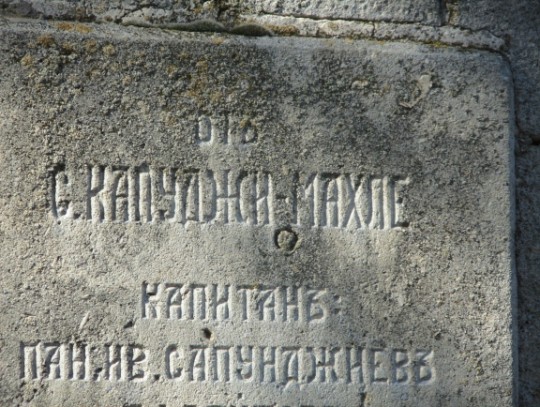 отъ
С. КАПУДЖИ-МАХЛЕ
КАПИТАНЪ:
ПАН. ИВ. САПУНДЖИЕВЪ